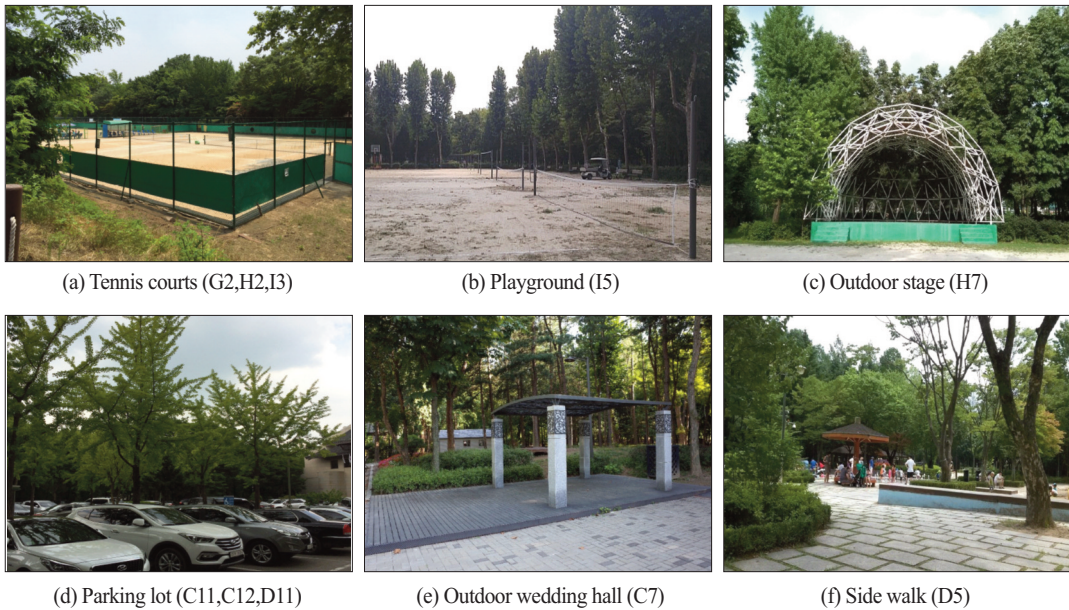 (a) Tennis courts (G2,H2,I3)
(b) Playground (I5)
(c) Outdoor stage (H7)
(d) Parking lot (C11,C12,D11)
(e) Outdoor wedding hall (C7)
(f) Side walk (D5)